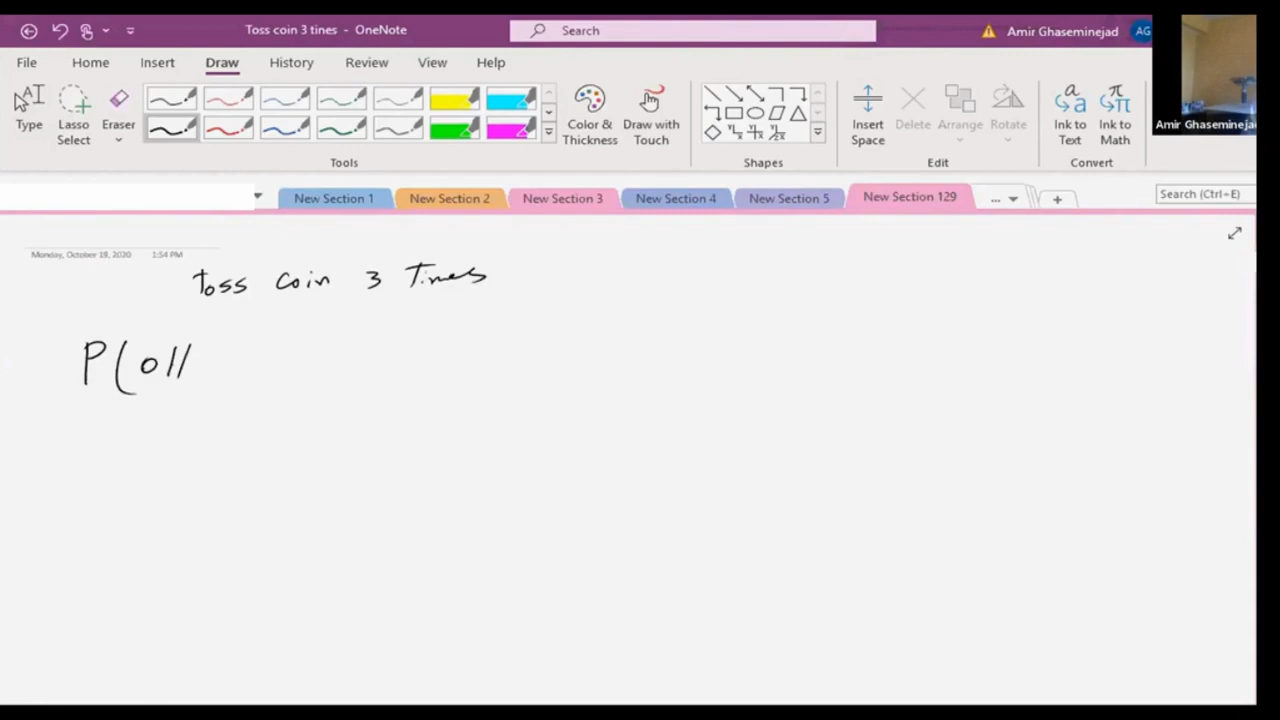 Toss coin 3 tines - OneNote
Search
Amir Ghaseminejad
AG
File Home Insert Draw History Review View Help
Type
Lasso Select
Eraser
Color & Thickness
Draw with Touch
Insert Space
Delete
Arrange
Rotate
Ink to Text
Ink to Math
Tools
Shapes
Edit
Convert
Amir Ghaseminejad
New Section 1 New Section 2 New Section 3 New Section 4 New Section 5 New Section 129 ... + Search (Ctrl+E)
Monday, October 19, 2020 1:54 PM
Toss coin 3 Times
P(all